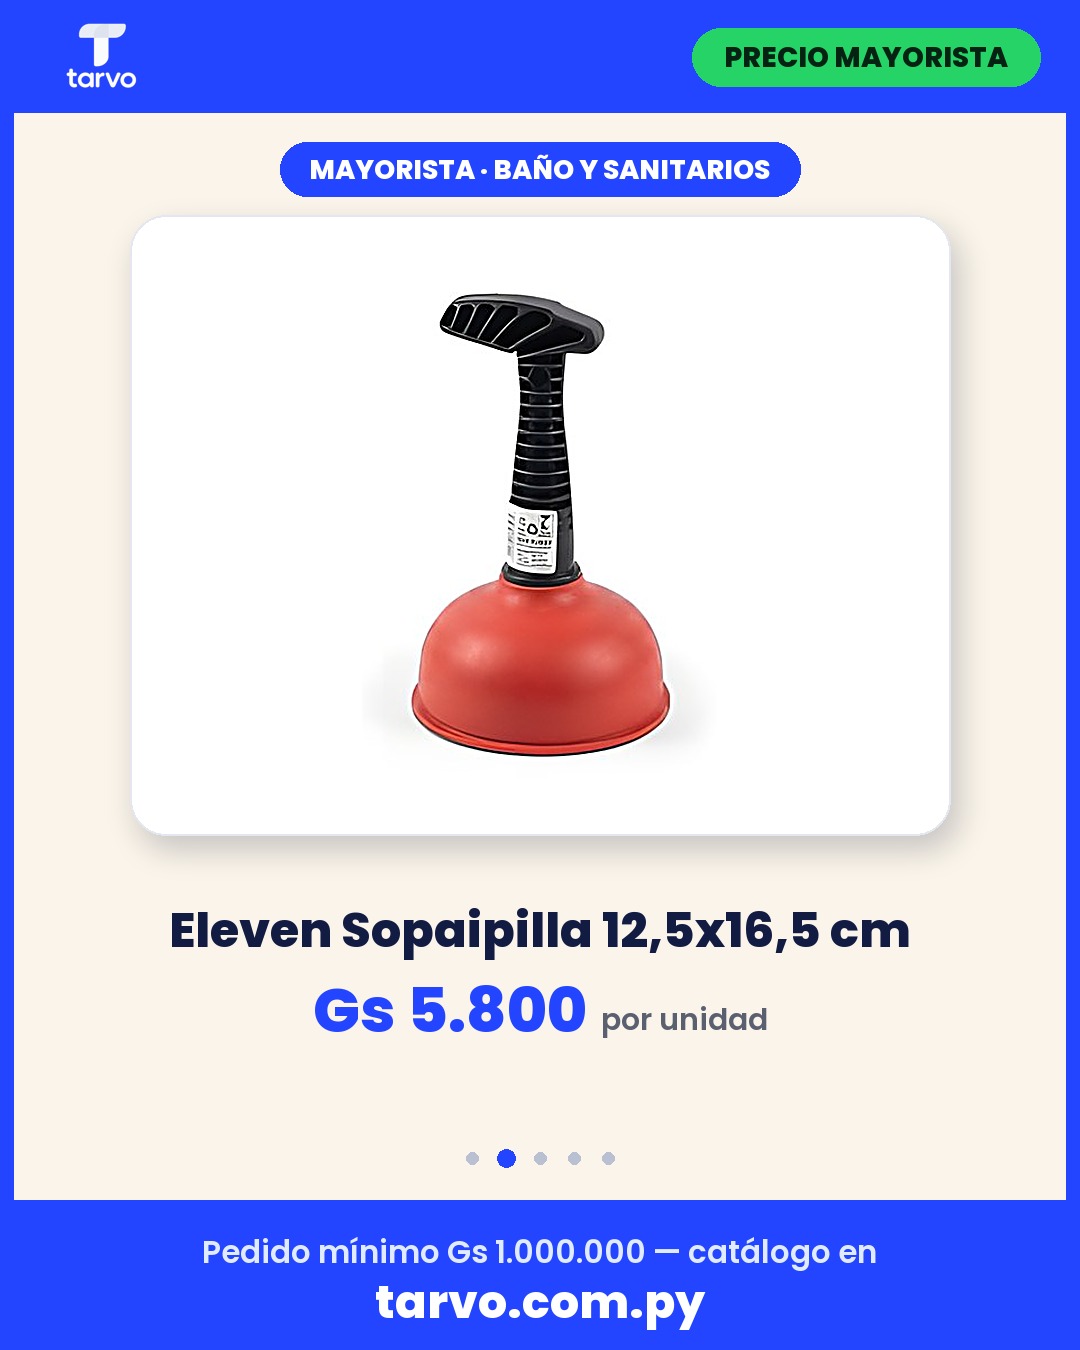 tarvo
PRECIO MAYORISTA
MAYORISTA · BAÑO Y SANITARIOS
Eleven Sopaipilla 12,5x16,5 cm
Gs 5.800 por unidad
Pedido mínimo Gs 1.000.000 — catálogo en
tarvo.com.py